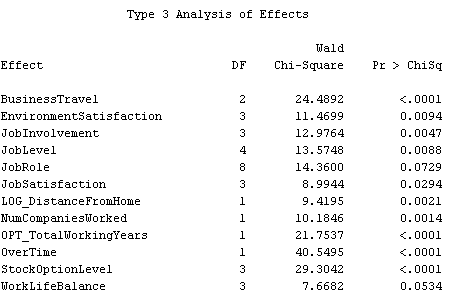 Type 3 Analysis of Effects
Wald
Effect DF Chi-Square Pr > ChiSq
BusinessTravel 2 24.4892 <.0001
EnvironmentSatisfaction 3 11.4699 0.0094
JobInvolvement 3 12.9764 0.0047
JobLevel 4 13.5748 0.0088
JobRole 8 14.3600 0.0729
JobSatisfaction 3 8.9944 0.0294
LOG_DistanceFromHome 1 9.4195 0.0021
NumCompaniesWorked 1 10.1846 0.0014
OPT_TotalWorkingYears 1 21.7537 <.0001
OverTime 1 40.5495 <.0001
StockOptionLevel 3 29.3042 <.0001
WorkLifeBalance 3 7.6682 0.0534